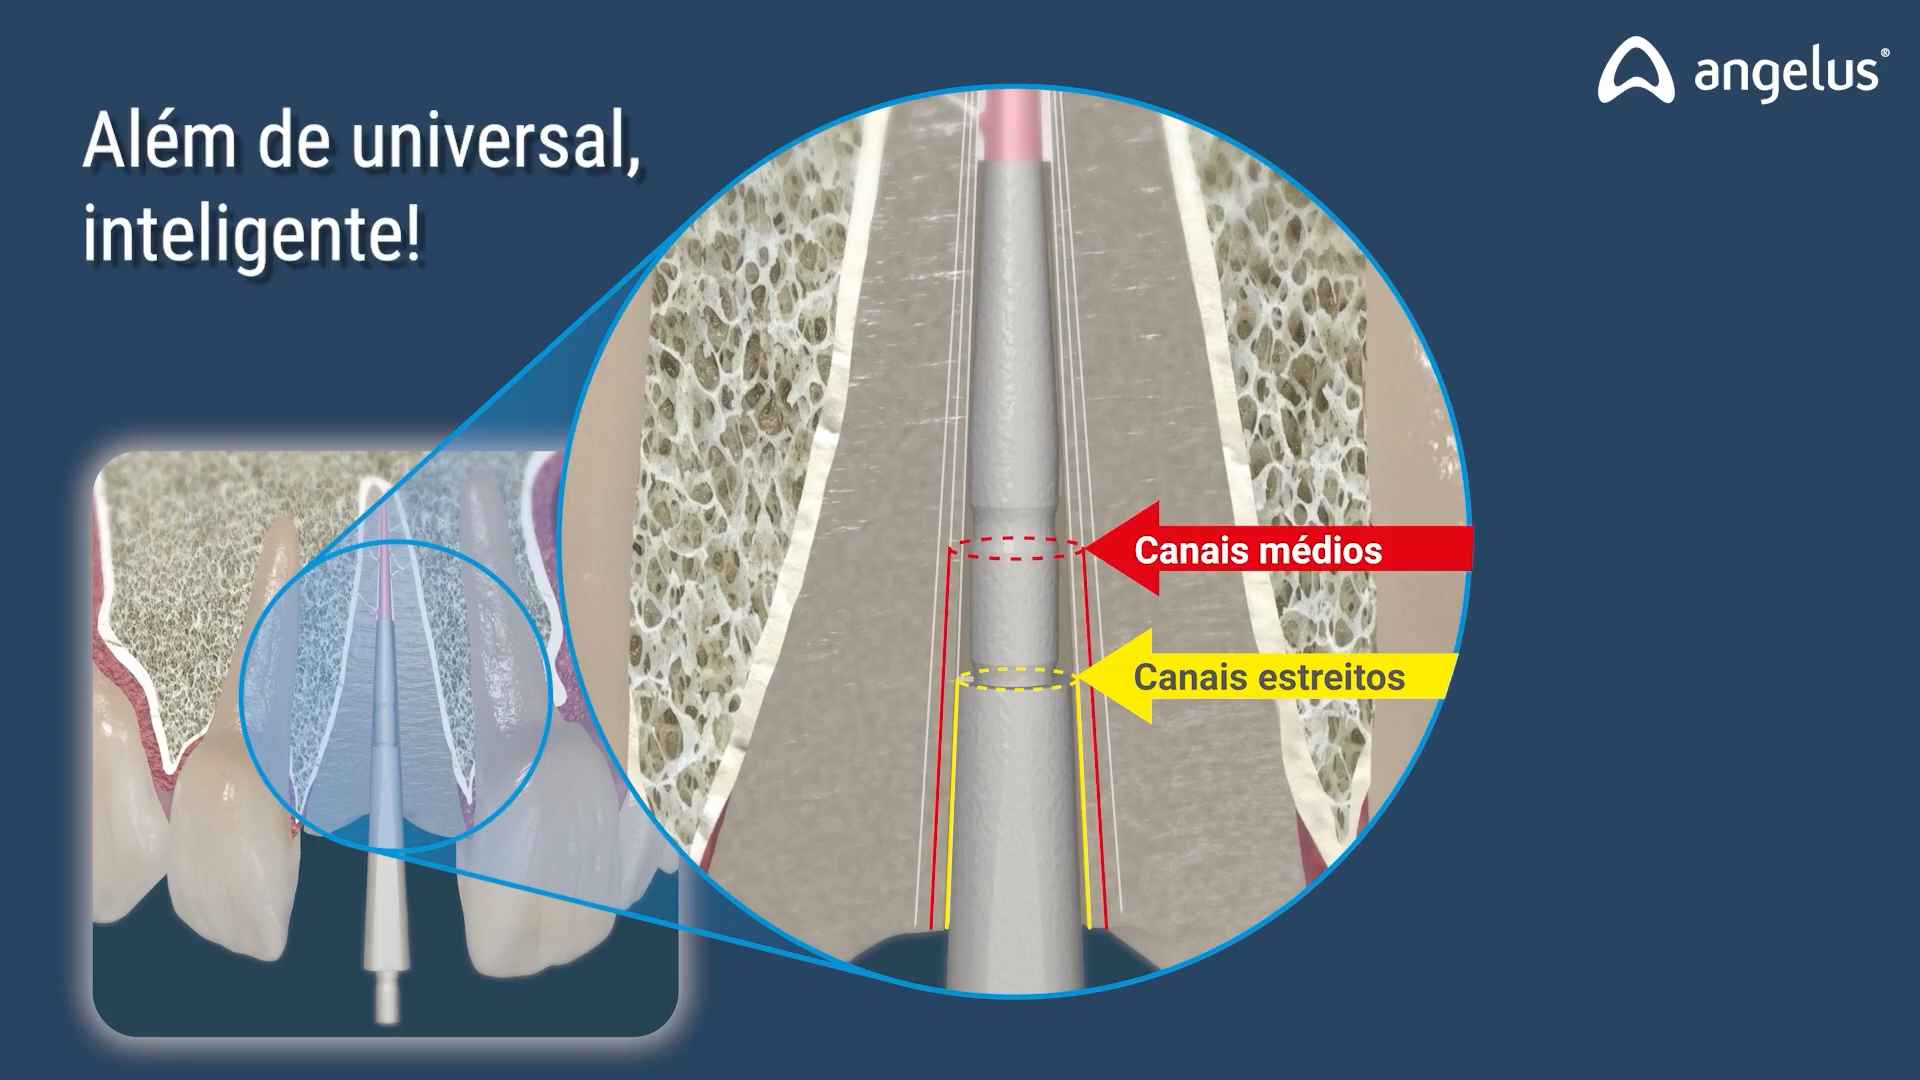 Além de universal,
inteligente!
angelus®
Canais médios
Canais estreitos